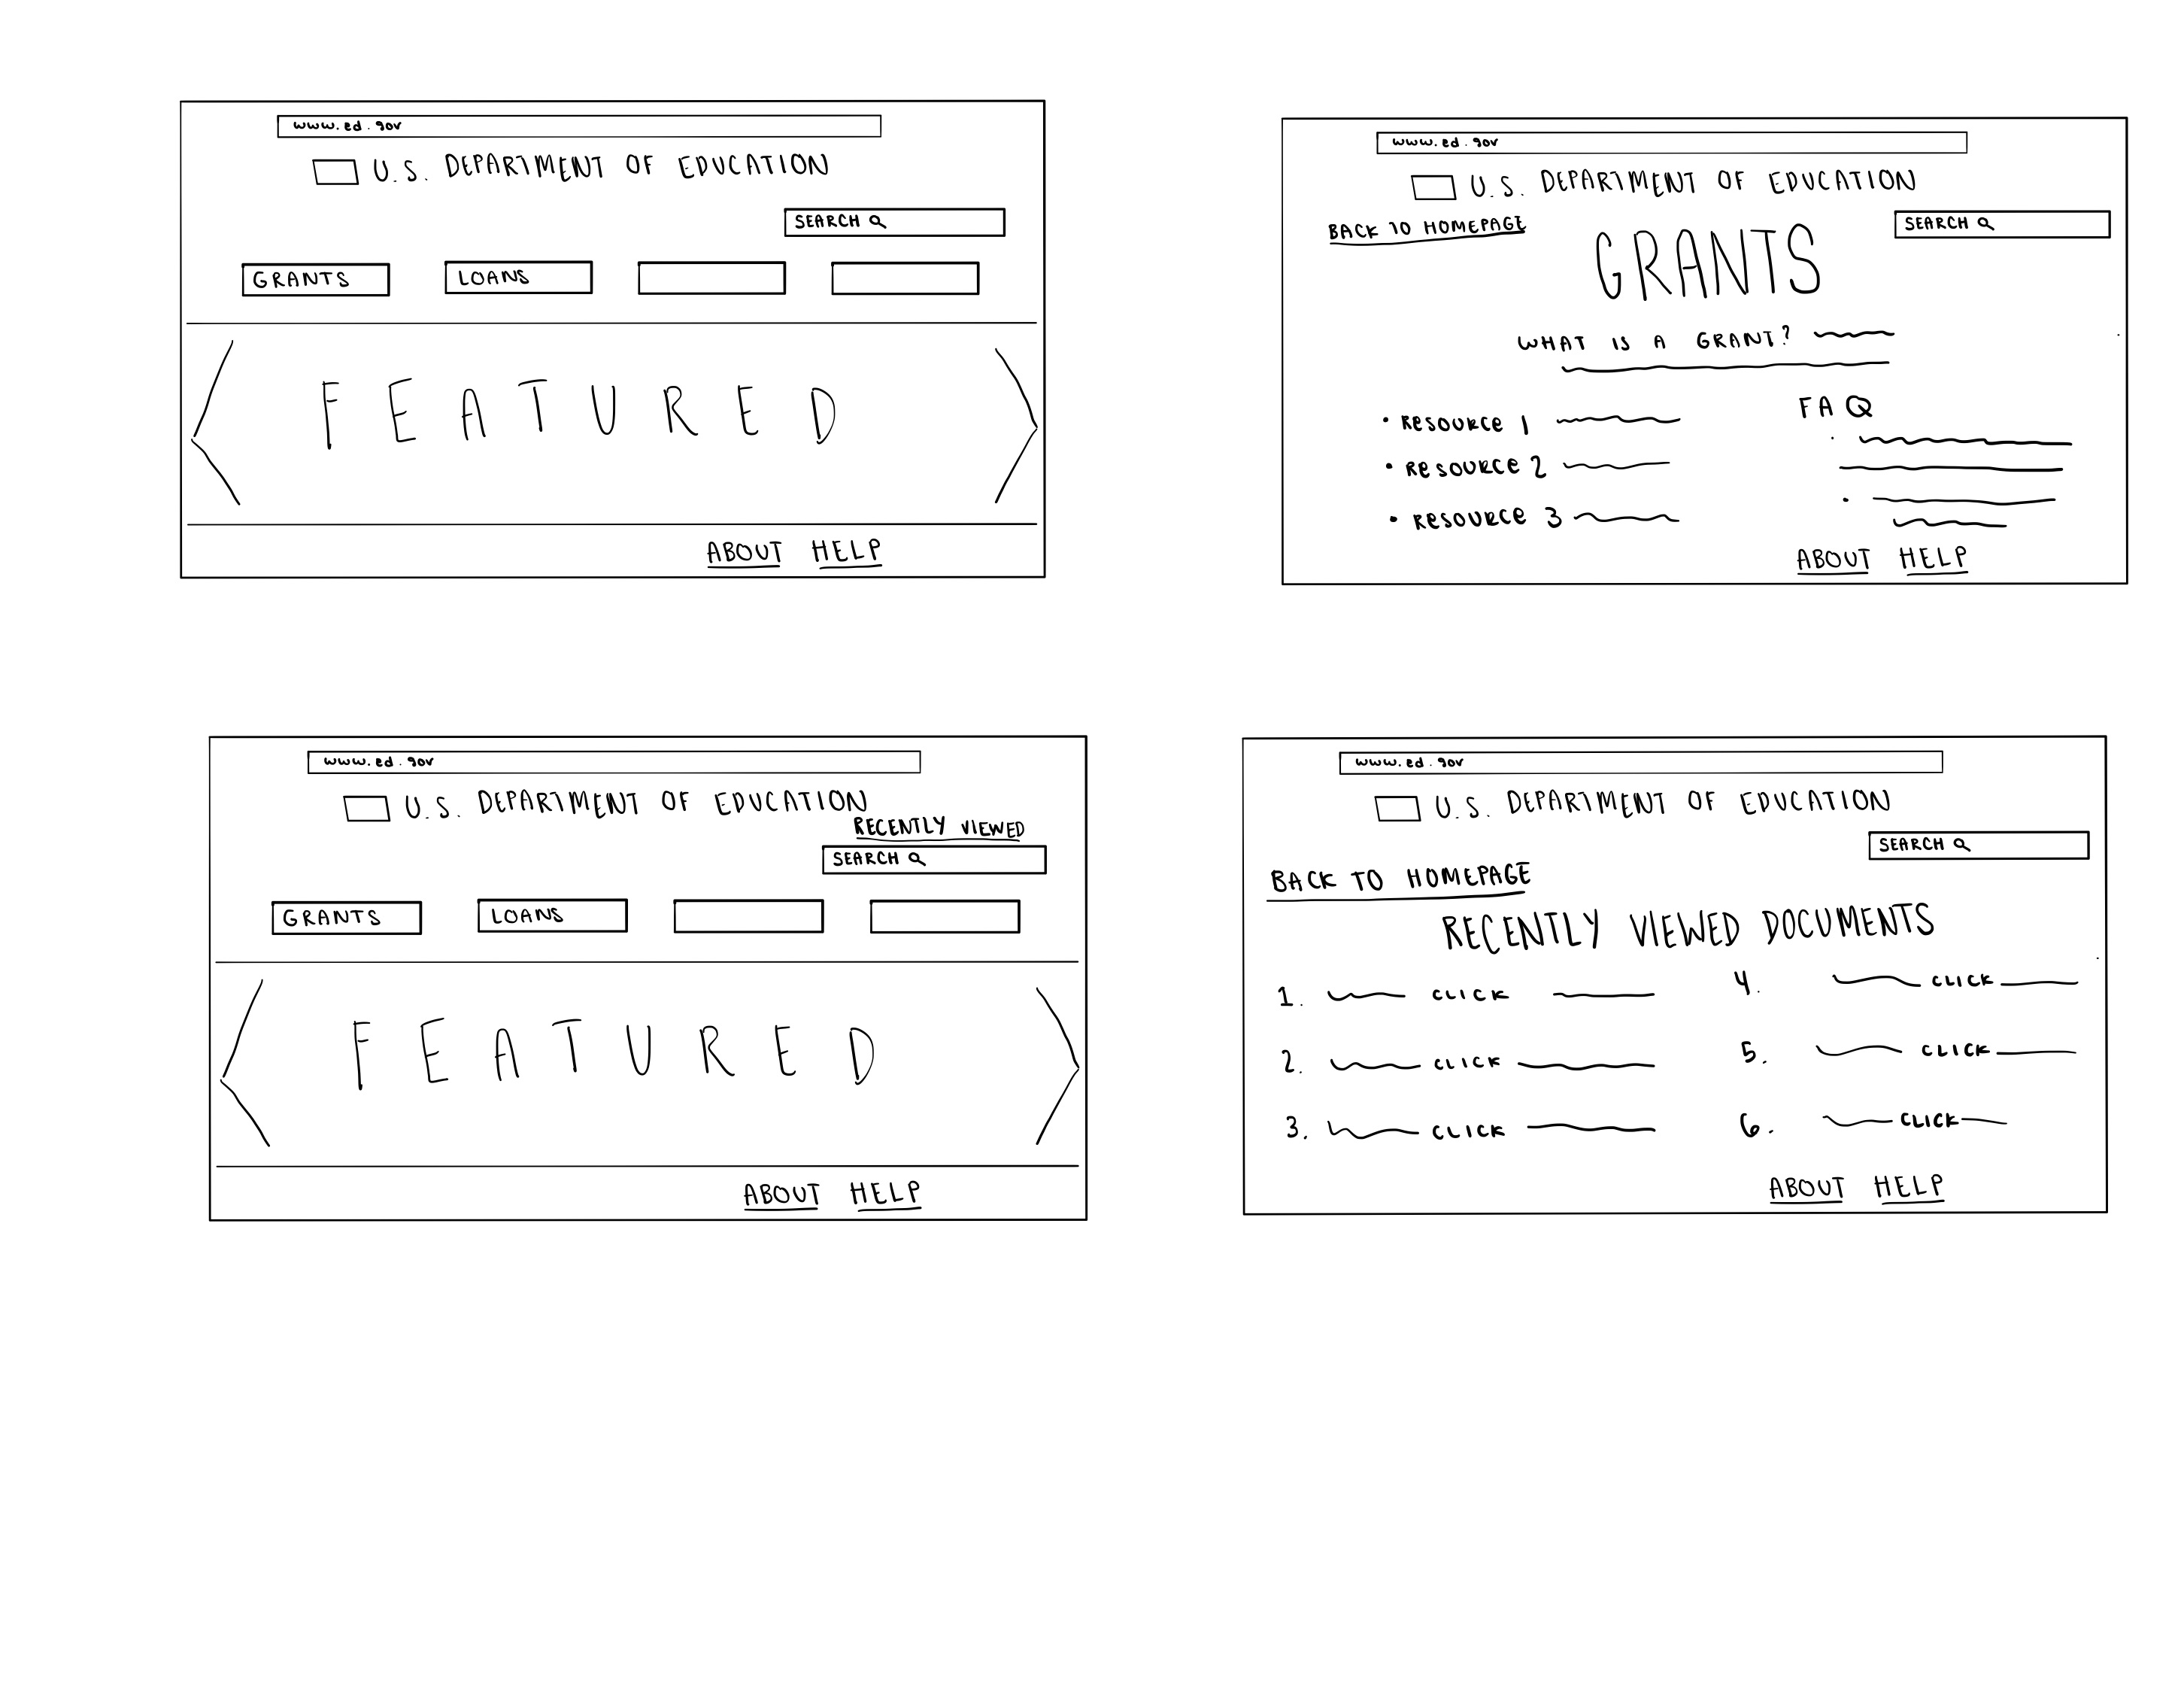 www.ed.gov
U.S. DEPARTMENT OF EDUCATION
SEARCH
GRANTS LOANS
FEATURED
ABOUT HELP
www.ed.gov
U.S. DEPARTMENT OF EDUCATION
BACK TO HOMEPAGE SEARCH
GRANTS
WHAT IS A GRANT?
• RESOURCE 1
• RESOURCE 2
• RESOURCE 3
FAQ
ABOUT HELP
www.ed.gov
U.S. DEPARTMENT OF EDUCATION
RECENTLY VIEWED
SEARCH
GRANTS LOANS
FEATURED
ABOUT HELP
www.ed.gov
U.S. DEPARTMENT OF EDUCATION
SEARCH
BACK TO HOMEPAGE
RECENTLY VIEWED DOCUMENTS
1. CLICK
2. CLICK
3. CLICK
4. CLICK
5. CLICK
6. CLICK
ABOUT HELP